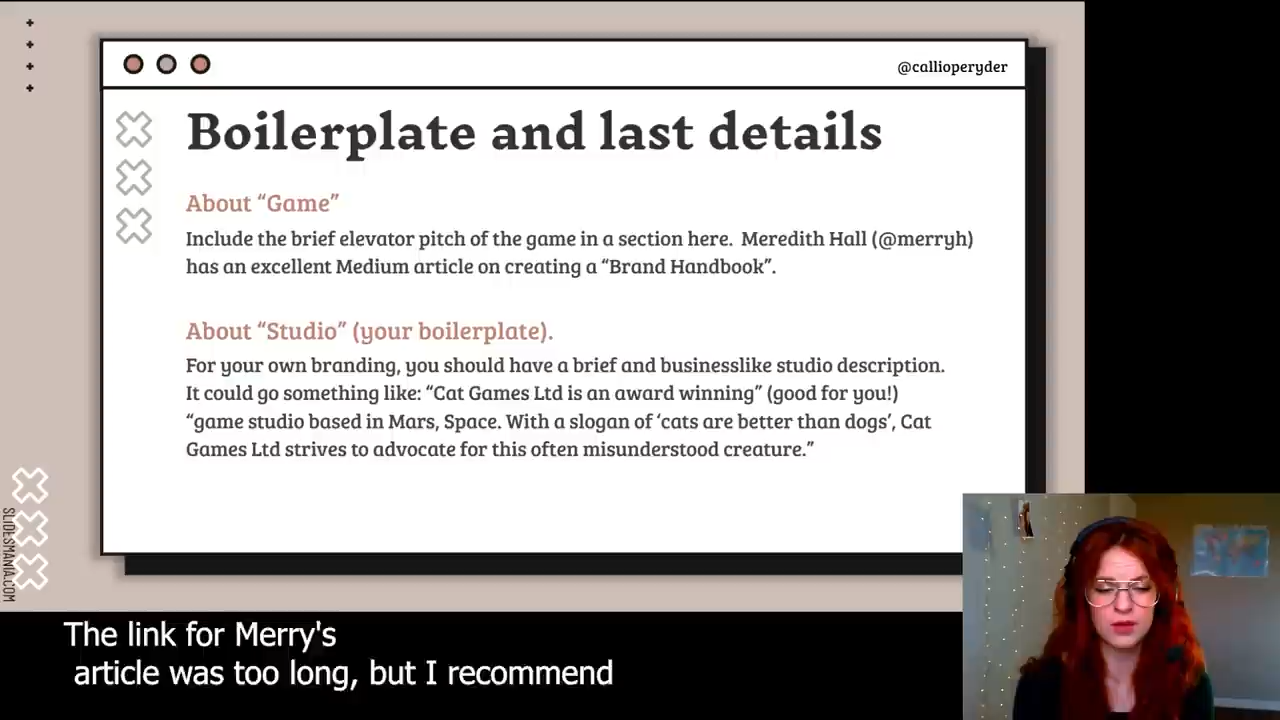 @callioperyder
Boilerplate and last details
About “Game”
Include the brief elevator pitch of the game in a section here. Meredith Hall (@merryh)
has an excellent Medium article on creating a “Brand Handbook”.
About “Studio” (your boilerplate).
For your own branding, you should have a brief and businesslike studio description.
It could go something like: “Cat Games Ltd is an award winning” (good for you!)
“game studio based in Mars, Space. With a slogan of ‘cats are better than dogs’, Cat
Games Ltd strives to advocate for this often misunderstood creature.”
SLIDESMANIA.COM
The link for Merry's
article was too long, but I recommend